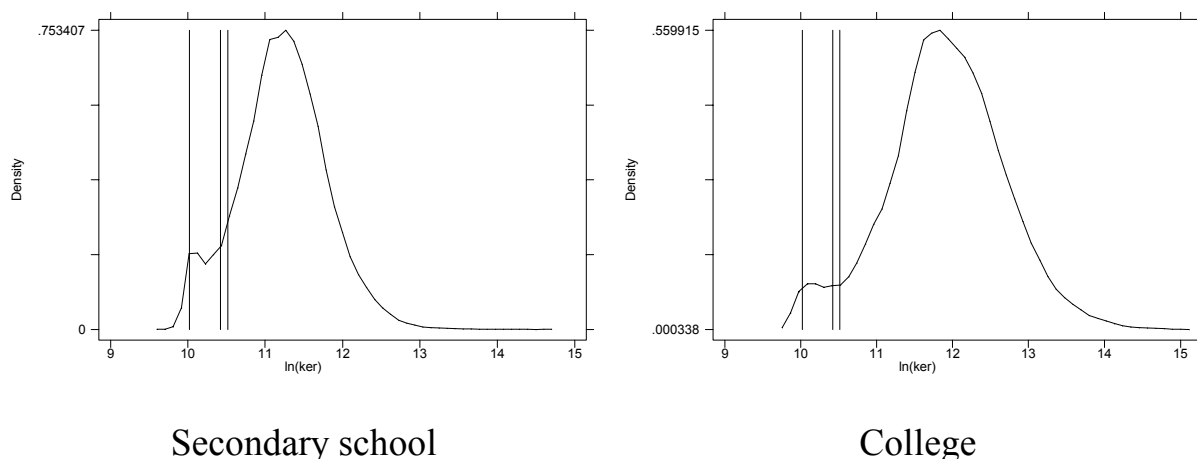 .753407
Density
0
9 10 11 12 13 14 15
ln(ker)
Secondary school
.559915
Density
.000338
9 10 11 12 13 14 15
ln(ker)
College